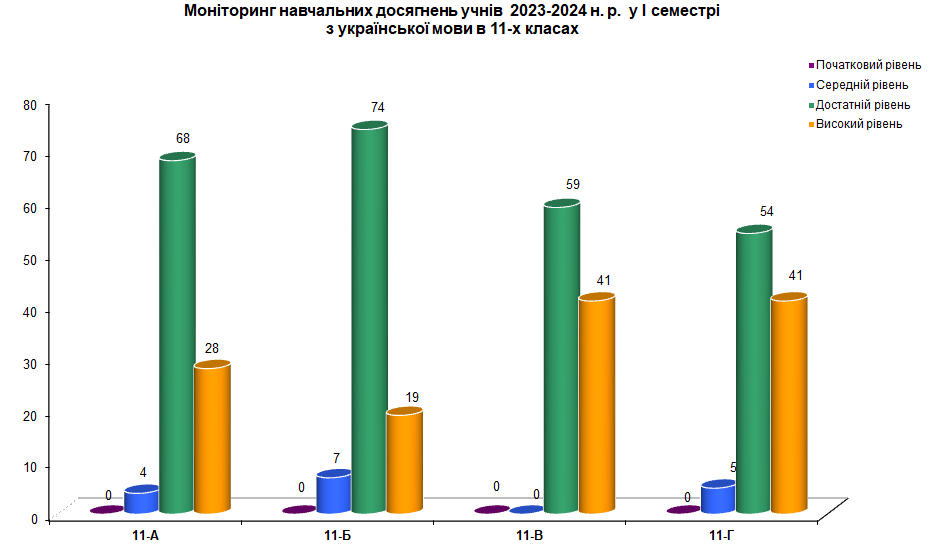 Моніторинг навчальних досягнень учнів 2023-2024 н. р. у І семестрі
з української мови в 11-х класах
Початковий рівень
Середній рівень
Достатній рівень
Високий рівень
80
70
60
50
40
30
20
10
0
0
4
68
28
0
7
74
19
0
0
59
41
0
5
54
41
11-А
11-Б
11-В
11-Г